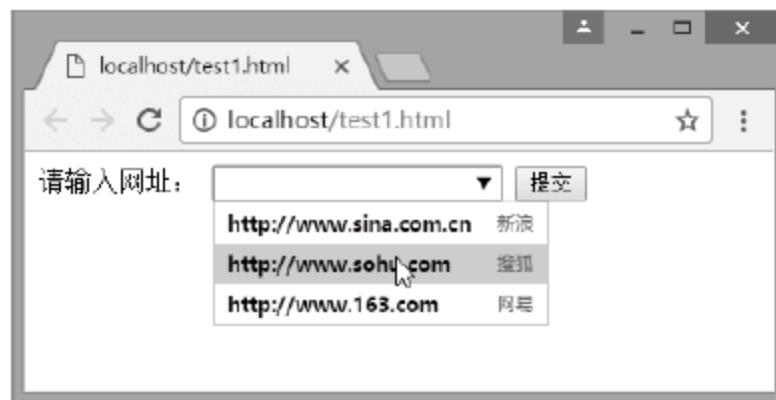 localhost/test1.html
localhost/test1.html
请输入网址： 提交
http://www.sina.com.cn 新浪
http://www.sohu.com 搜狐
http://www.163.com 网易